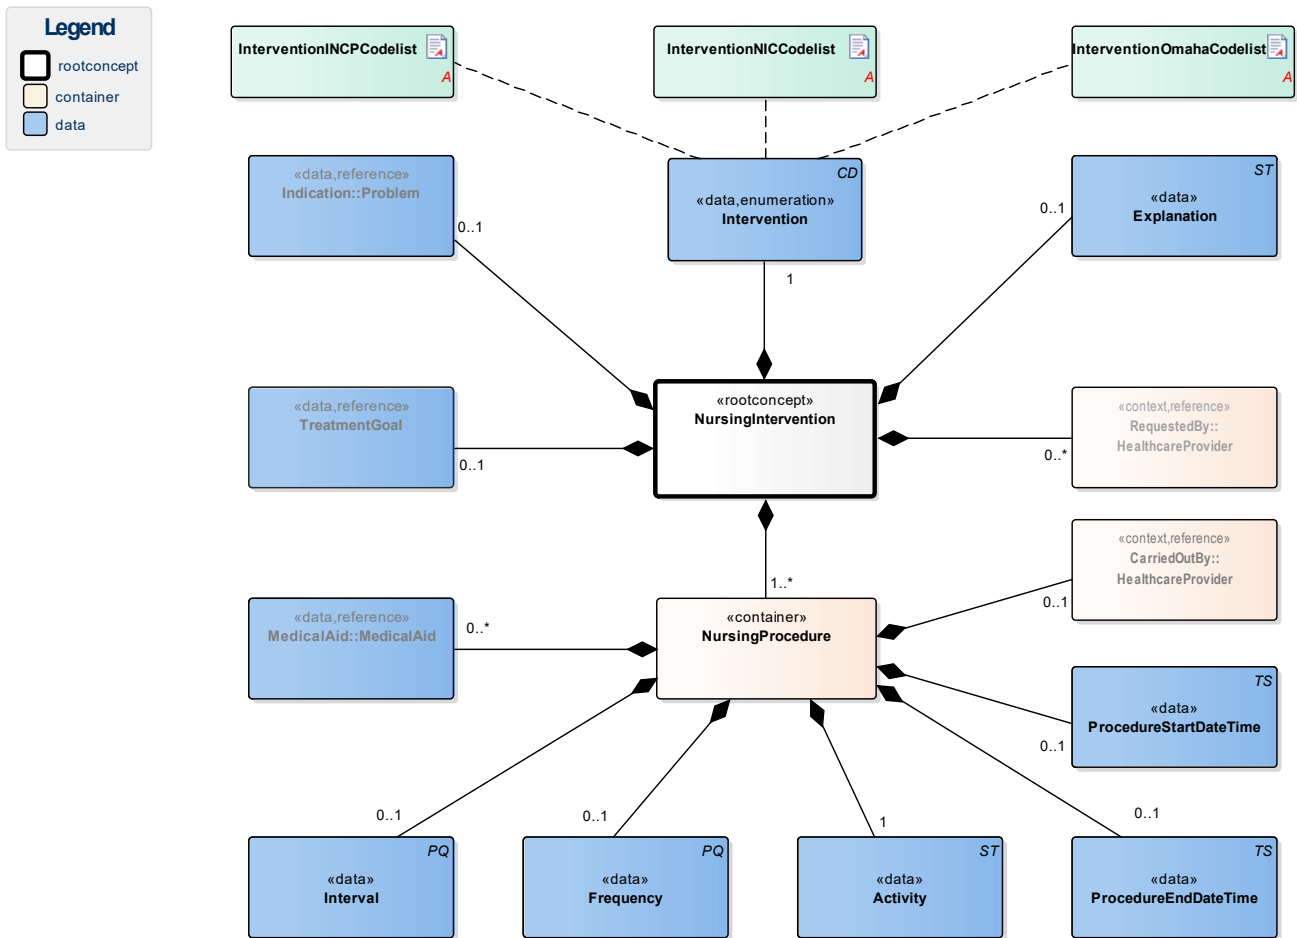 Legend
rootconcept
container
data
InterventionINCPCodelist
A
InterventionNICCodelist
A
InterventionOmahaCodelist
A
«data,reference»
Indication::Problem
0..1
CD
«data,enumeration»
Intervention
1
ST
«data»
Explanation
0..1
«data,reference»
TreatmentGoal
0..1
«rootconcept»
NursingIntervention
«context,reference»
RequestedBy::
HealthcareProvider
0..*
«context,reference»
CarriedOutBy::
HealthcareProvider
0..1
1..*
«data,reference»
MedicalAid::MedicalAid
0..*
«container»
NursingProcedure
TS
«data»
ProcedureStartDateTime
0..1
0..1
0..1
1
0..1
PQ
«data»
Interval
PQ
«data»
Frequency
ST
«data»
Activity
TS
«data»
ProcedureEndDateTime